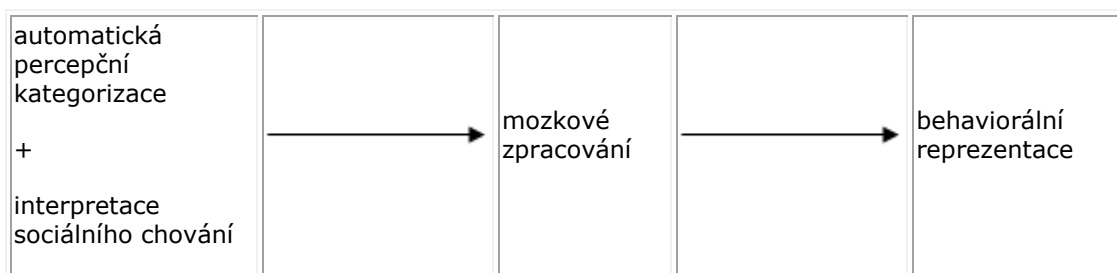 automatická
percepční
kategorizace
+
interpretace
sociálního chování
mozkové
zpracování
behaviorální
reprezentace